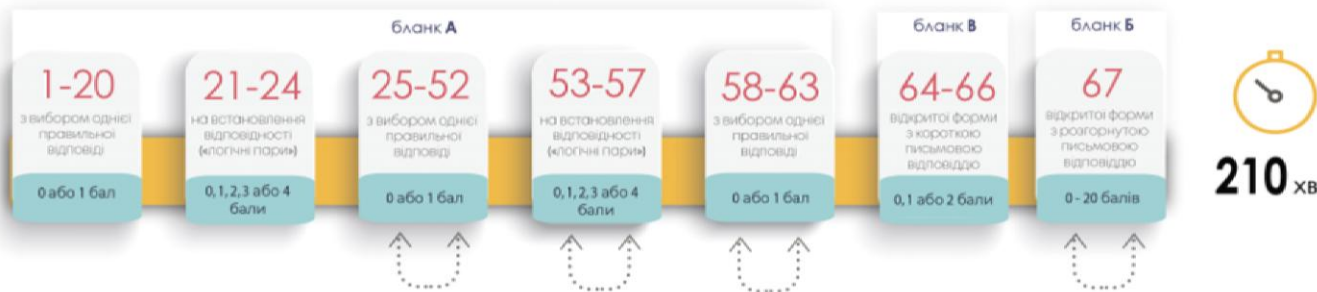 бланк А
бланк В
бланк Б
1-20
з вибором однієї
правильної
відповіді
0 або 1 бал
21-24
на встановлення
відповідності
(«логічні пари»)
0, 1, 2, 3 або 4
бали
25-52
з вибором однієї
правильної
відповіді
0 або 1 бал
53-57
на встановлення
відповідності
(«логічні пари»)
0, 1, 2, 3 або 4
бали
58-63
з вибором однієї
правильної
відповіді
0 або 1 бал
64-66
відкритої форми
з короткою
письмовою
відповіддю
0, 1 або 2 бали
67
відкритої форми
з розгорнутою
письмовою
відповіддю
0 - 20 балів
210 хв